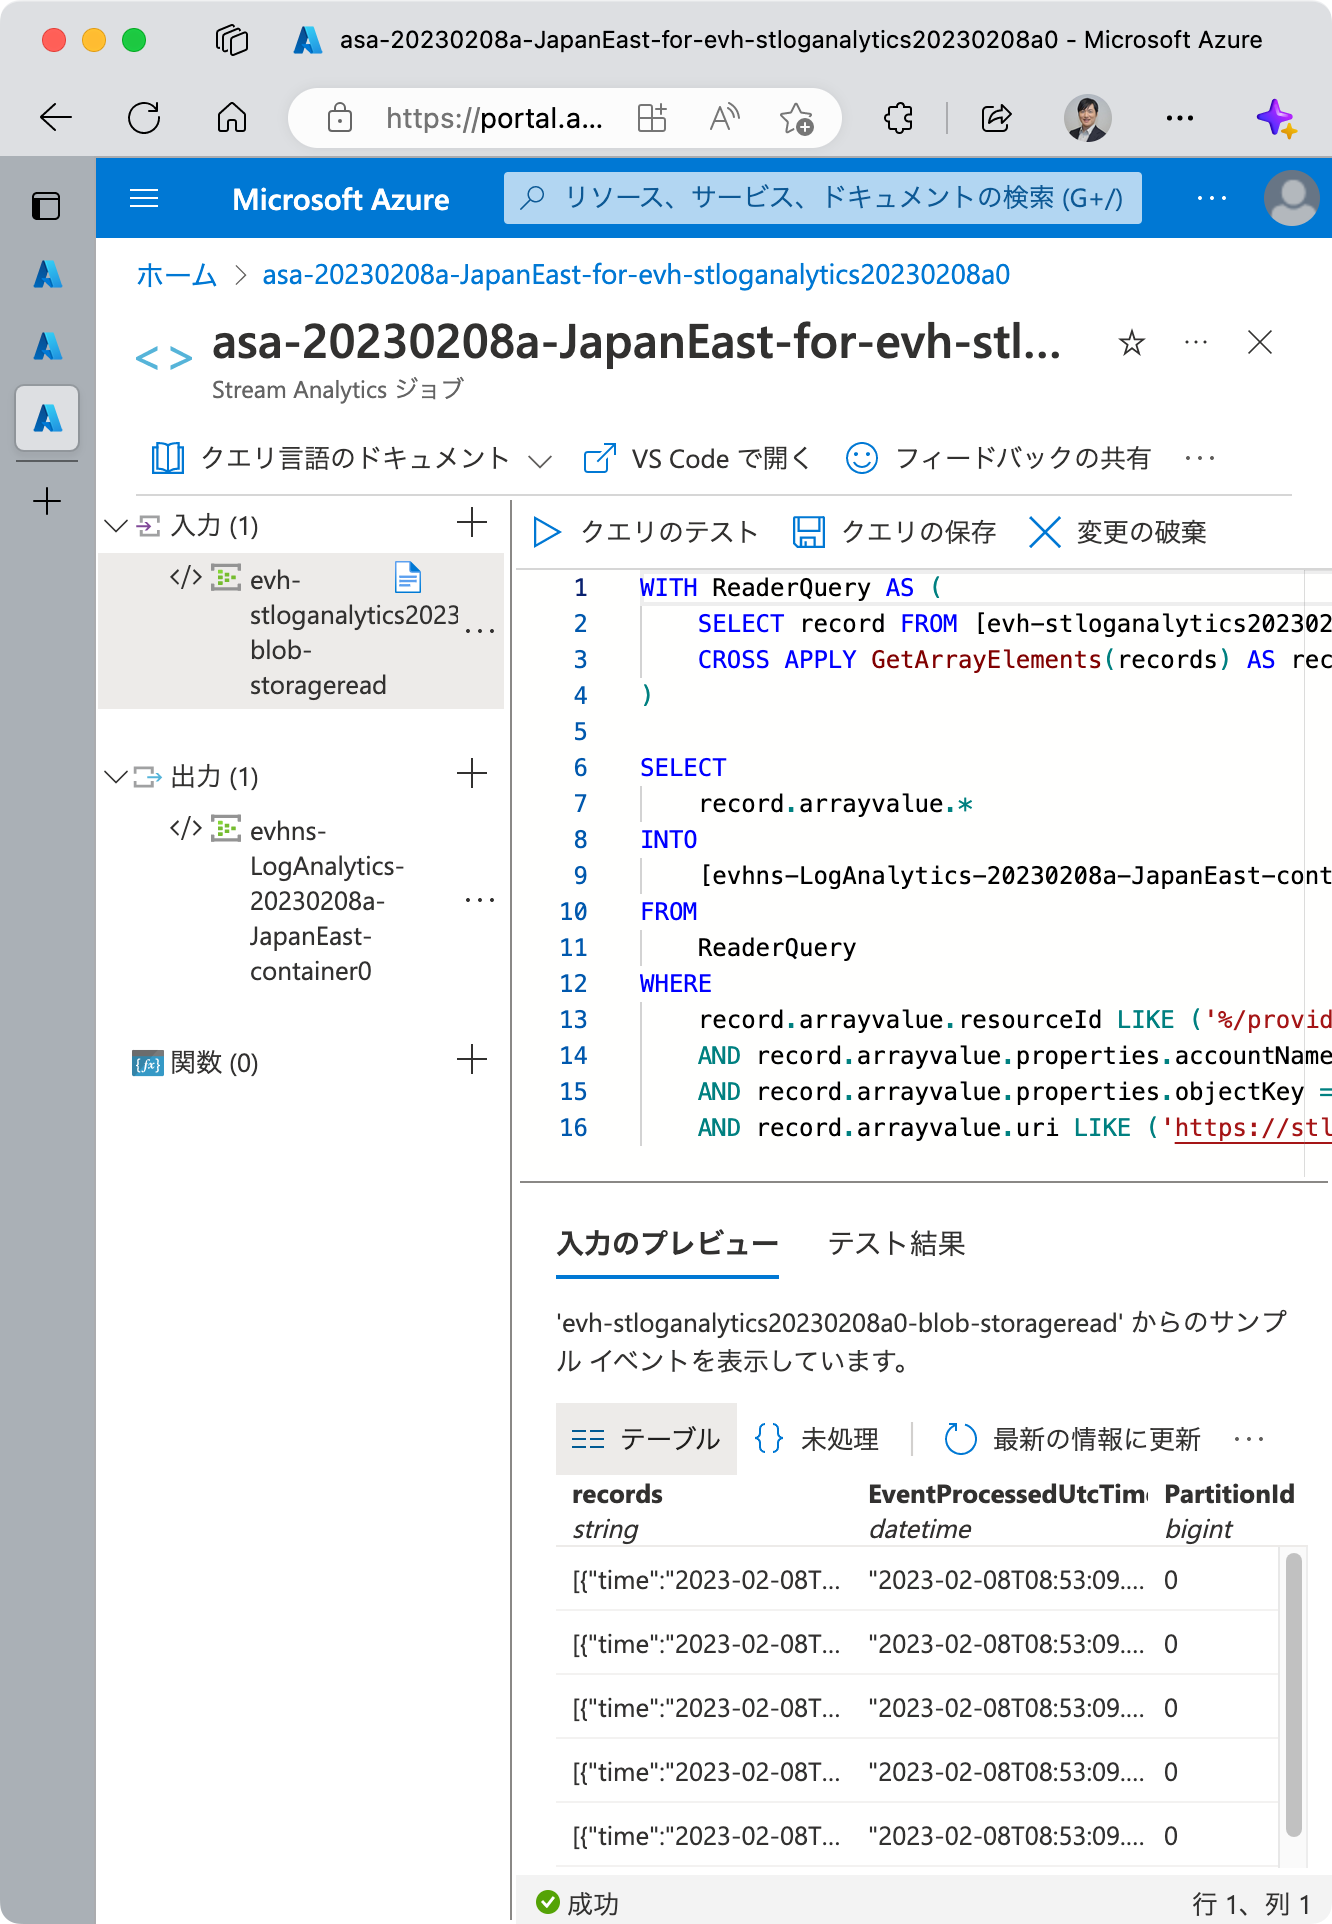 asa-20230208a-JapanEast-for-evh-stloganalytics20230208a0 - Microsoft Azure
https://portal.a...
Microsoft Azure
リソース、サービス、ドキュメントの検索 (G+/)
ホーム > asa-20230208a-JapanEast-for-evh-stloganalytics20230208a0
asa-20230208a-JapanEast-for-evh-stl...
Stream Analytics ジョブ
クエリ言語のドキュメント
VS Code で開く
フィードバックの共有
入力 (1)
evh-
stloganalytics2023
blob-
storageread
出力 (1)
evhns-
LogAnalytics-
20230208a-
JapanEast-
container0
関数 (0)
クエリのテスト
クエリの保存
変更の破棄
1 WITH ReaderQuery AS (
2 SELECT record FROM [evh-stloganalytics202302
3 CROSS APPLY GetArrayElements(records) AS rec
4 )
5
6 SELECT
7 record.arrayvalue.*
8 INTO
9 [evhns-LogAnalytics-20230208a-JapanEast-cont
10 FROM
11 ReaderQuery
12 WHERE
13 record.arrayvalue.resourceId LIKE ('%/provid
14 AND record.arrayvalue.properties.accountName
15 AND record.arrayvalue.properties.objectKey =
16 AND record.arrayvalue.uri LIKE ('https://stl
入力のプレビュー
テスト結果
'evh-stloganalytics20230208a0-blob-storageread' からのサンプ
ル イベントを表示しています。
テーブル
{} 未処理
最新の情報に更新
records EventProcessedUtcTim PartitionId
string datetime bigint
[{"time":"2023-02-08T... "2023-02-08T08:53:09.... 0
[{"time":"2023-02-08T... "2023-02-08T08:53:09.... 0
[{"time":"2023-02-08T... "2023-02-08T08:53:09.... 0
[{"time":"2023-02-08T... "2023-02-08T08:53:09.... 0
[{"time":"2023-02-08T... "2023-02-08T08:53:09.... 0
成功
行 1、列 1